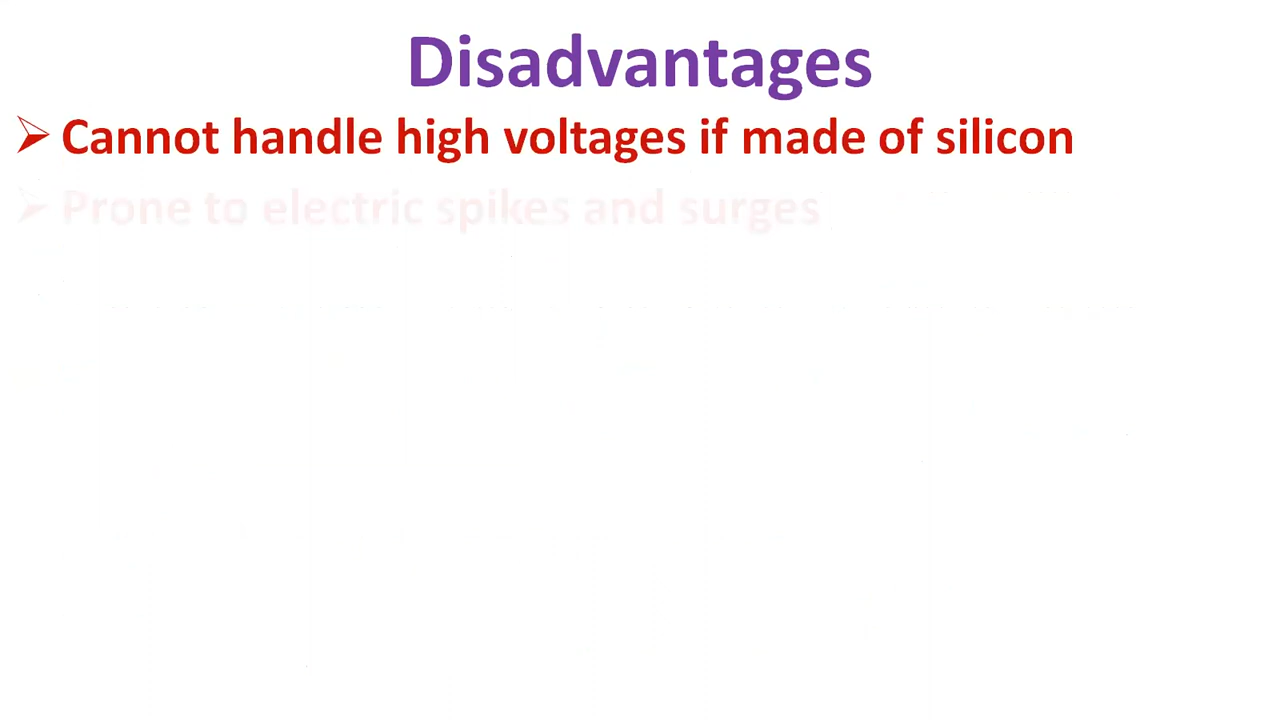 Disadvantages
➢ Cannot handle high voltages if made of silicon
➢ Prone to electric spikes and surges